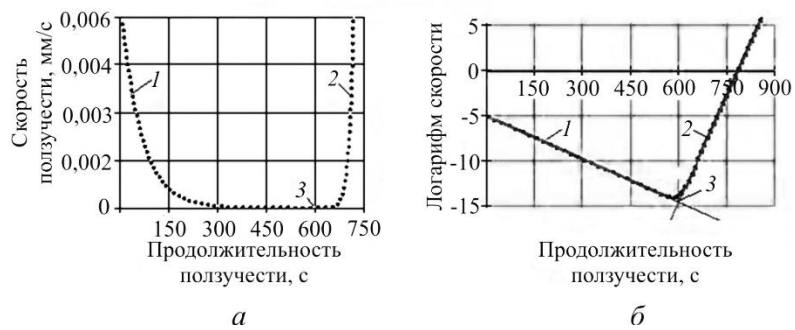 Скорость
ползучести, мм/с
0,006
0,004
0,003
0,002
0
1
2
3
150 300 450 600 750
Продолжительность
ползучести, с
а
Логарифм скорости
5
0
-5
-10
-15
150 300 450 600 750 900
1
2
3
Продолжительность
ползучести, с
б